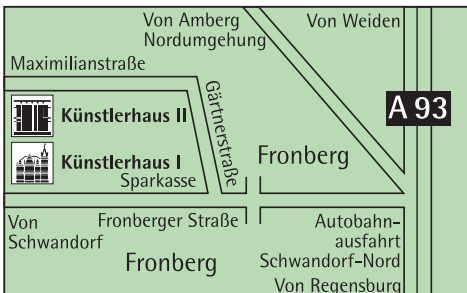 Von Amberg
Nordumgehung
Von Weiden
Maximilianstraße
Gärtnerstraße
A 93
Künstlerhaus II
Künstlerhaus I
Sparkasse
Fronberg
Von
Schwandorf
Fronberger Straße
Fronberg
Autobahn-
ausfahrt
Schwandorf-Nord
Von Regensburg